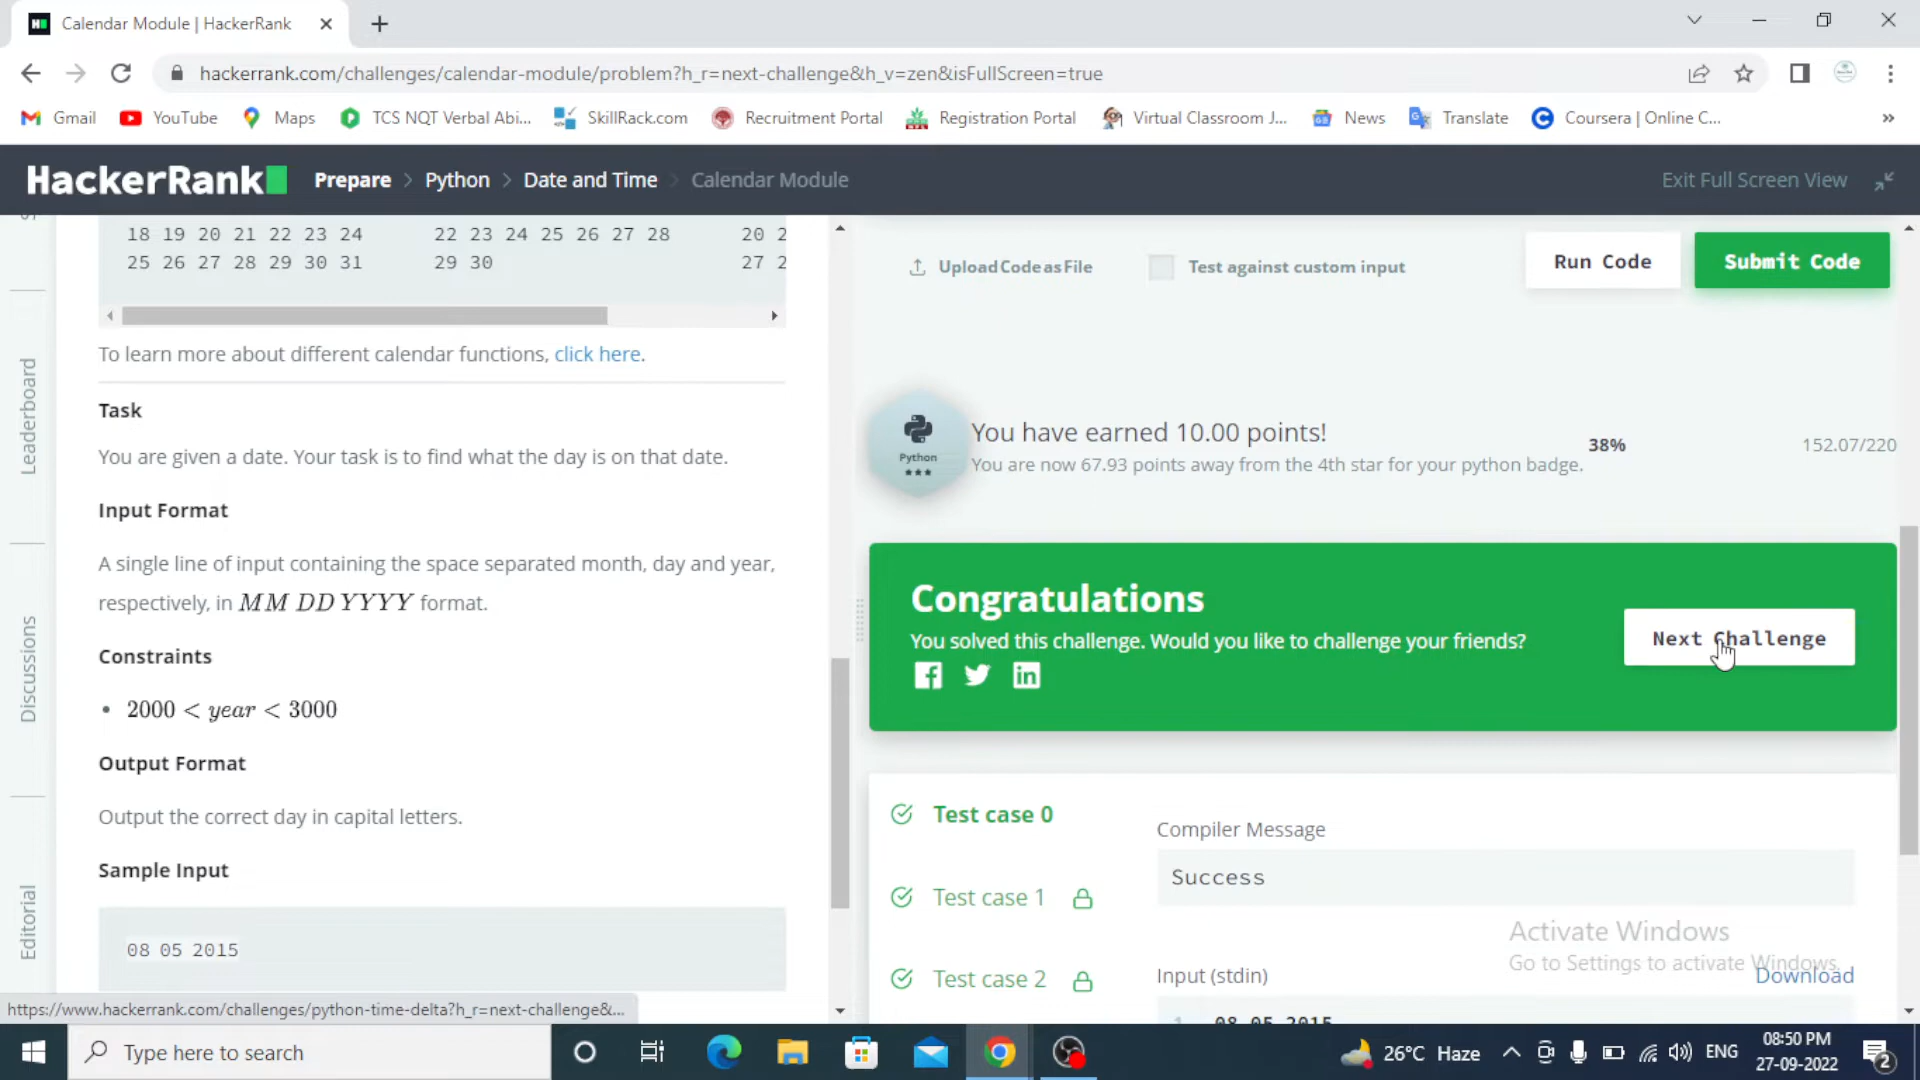 Calendar Module | HackerRank
hackerrank.com/challenges/calendar-module/problem?h_r=next-challenge&h_v=zen&isFullScreen=true
Gmail YouTube Maps TCS NQT Verbal Abi... SkillRack.com Recruitment Portal Registration Portal Virtual Classroom J... News Translate Coursera | Online C... »
HackerRank Prepare > Python > Date and Time > Calendar Module Exit Full Screen View
18 19 20 21 22 23 24 22 23 24 25 26 27 28 20 2
25 26 27 28 29 30 31 29 30 27 2
To learn more about different calendar functions, click here.
Task
You are given a date. Your task is to find what the day is on that date.
Input Format
A single line of input containing the space separated month, day and year,
respectively, in MM DD YYYY format.
Constraints
• 2000 < year < 3000
Output Format
Output the correct day in capital letters.
Sample Input
08 05 2015
Leaderboard
Discussions
Editorial
Upload Code as File Test against custom input Run Code Submit Code
Python
You have earned 10.00 points!
You are now 67.93 points away from the 4th star for your python badge.
38% 152.07/220
Congratulations
You solved this challenge. Would you like to challenge your friends?
Next Challenge
Test case 0
Test case 1
Test case 2
Compiler Message
Success
Input (stdin) Download
1 08 05 2015
Activate Windows
Go to Settings to activate Windows.
https://www.hackerrank.com/challenges/python-time-delta?h_r=next-challenge&...
Type here to search
26°C Haze ENG 08:50 PM
27-09-2022
2